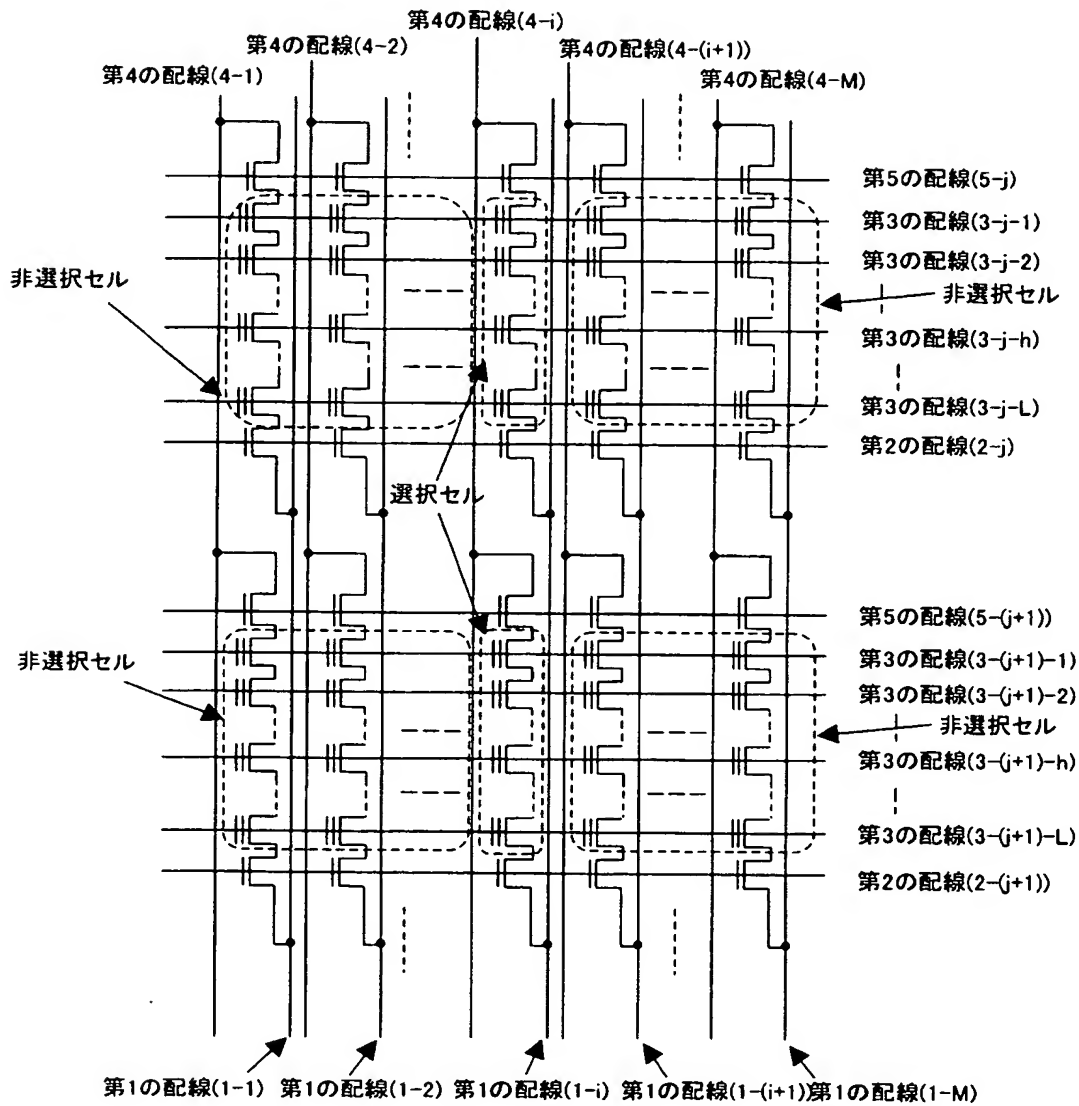 第4の配線(4-i)
第4の配線(4-2)
第4の配線(4-(i+1))
第4の配線(4-1)
第4の配線(4-M)
第5の配線(5-j)
第3の配線(3-j-1)
第3の配線(3-j-2)
非選択セル
非選択セル
第3の配線(3-j-h)
第3の配線(3-j-L)
第2の配線(2-j)
選択セル
第5の配線(5-(j+1))
非選択セル
第3の配線(3-(j+1)-1)
第3の配線(3-(j+1)-2)
非選択セル
第3の配線(3-(j+1)-h)
第3の配線(3-(j+1)-L)
第2の配線(2-(j+1))
第1の配線(1-1) 第1の配線(1-2) 第1の配線(1-i) 第1の配線(1-(i+1)) 第1の配線(1-M)